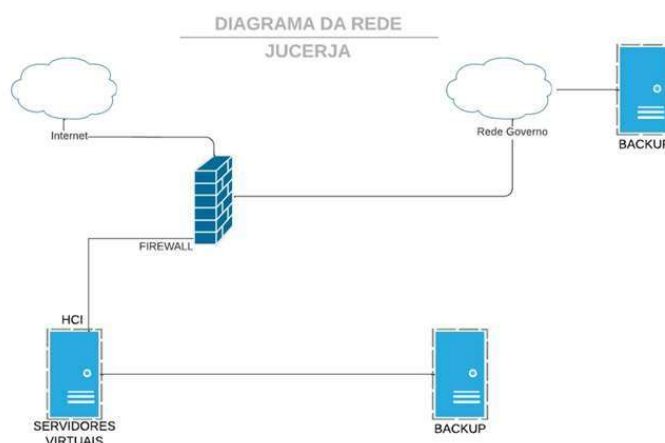 DIAGRAMA DA REDE
JUCERJA
Internet
Rede Governo
BACKUP
FIREWALL
HCI
SERVIDORES
VIRTUAIS
BACKUP